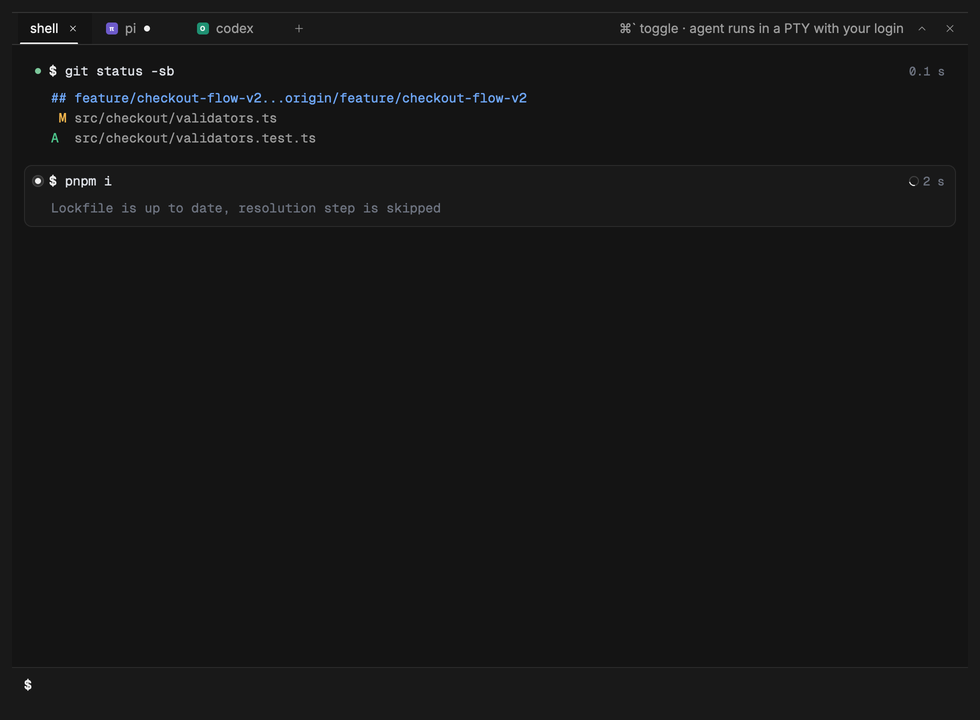 shell × π pi codex + ⌘` toggle · agent runs in a PTY with your login
$ git status -sb 0.1 s
## feature/checkout-flow-v2...origin/feature/checkout-flow-v2
M src/checkout/validators.ts
A src/checkout/validators.test.ts
$ pnpm i 2 s
Lockfile is up to date, resolution step is skipped
$